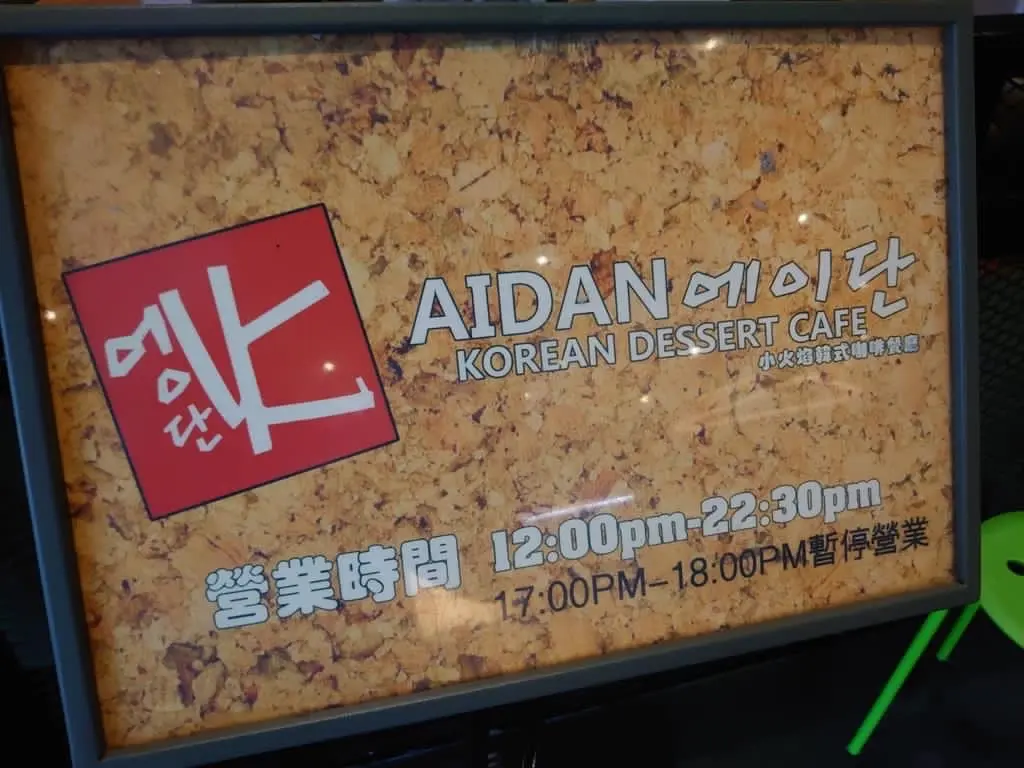 에이단
AIDAN 에이단
KOREAN DESSERT CAFE
小火焰韓式咖啡餐廳
營業時間 12:00pm-22:30pm
17:00PM-18:00PM暫停營業